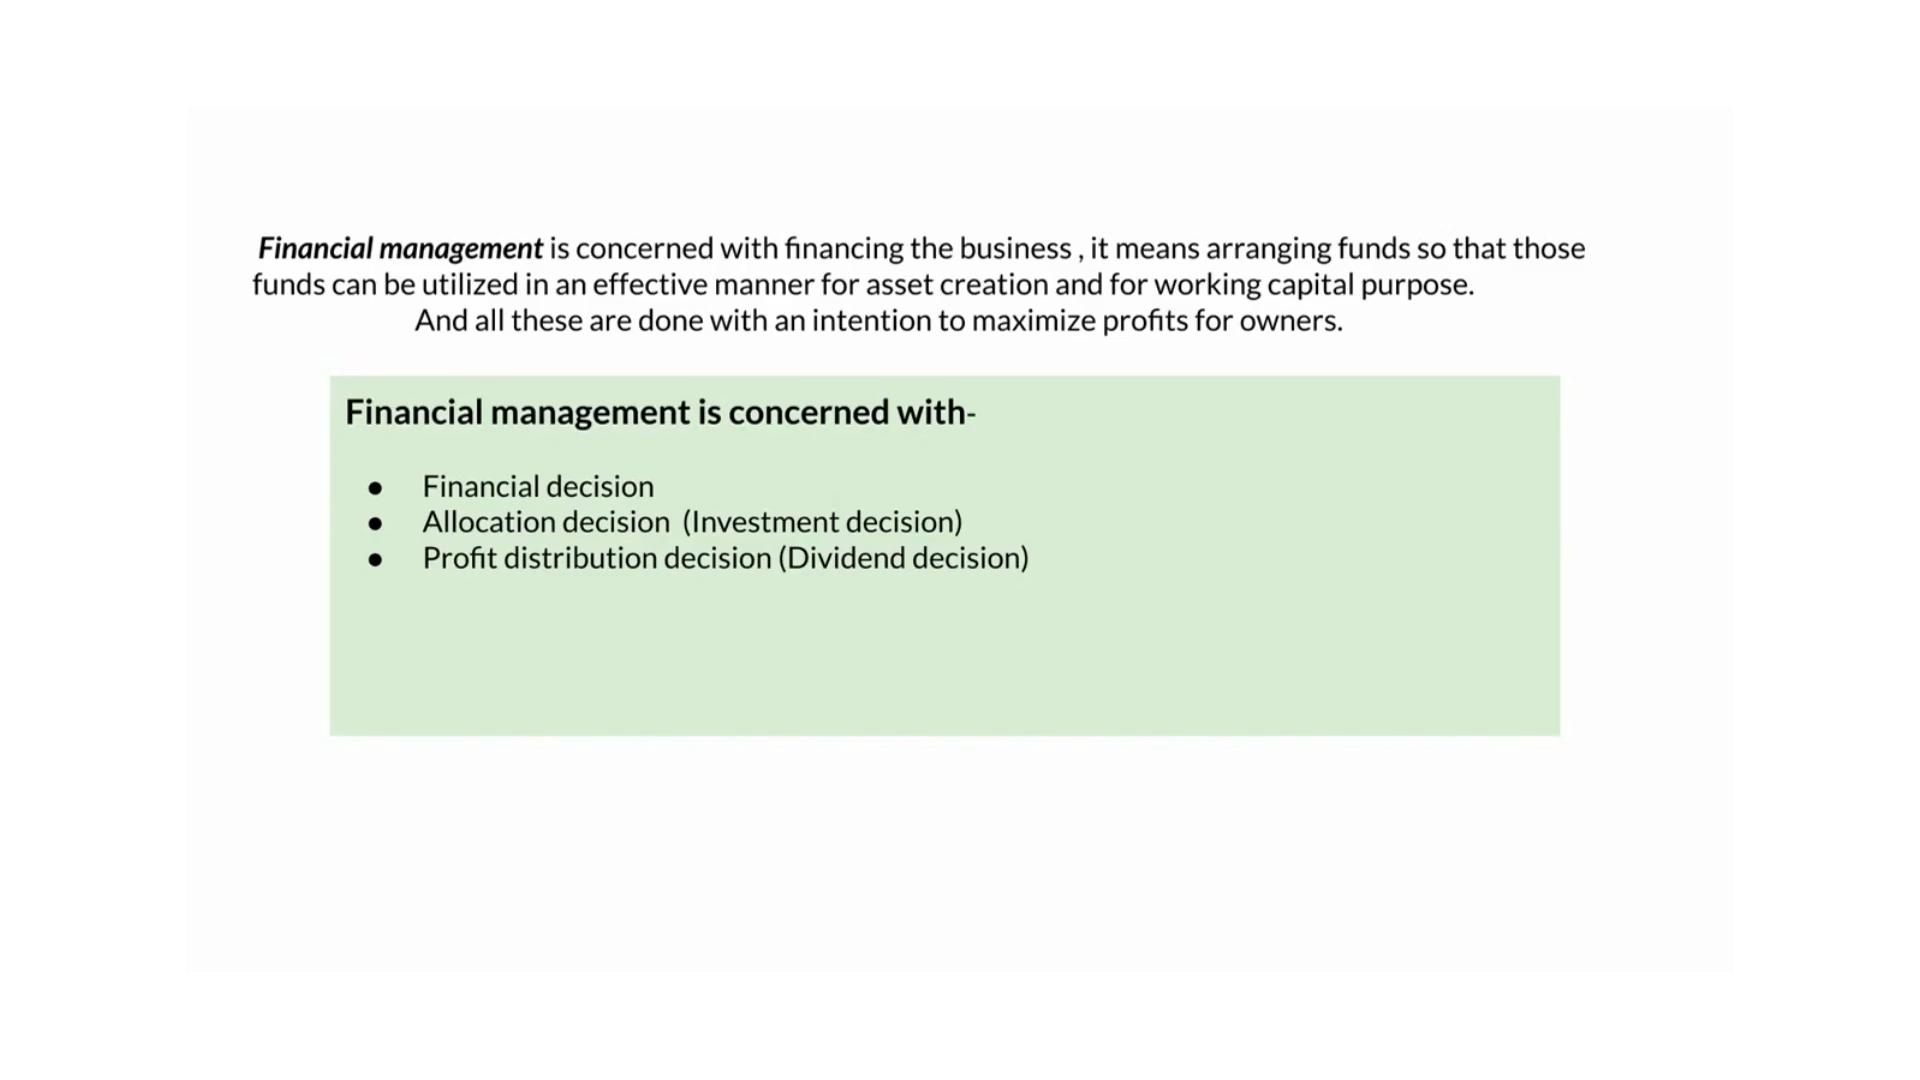 Financial management is concerned with financing the business , it means arranging funds so that those
funds can be utilized in an effective manner for asset creation and for working capital purpose.
And all these are done with an intention to maximize profits for owners.
Financial management is concerned with-
● Financial decision
● Allocation decision (Investment decision)
● Profit distribution decision (Dividend decision)